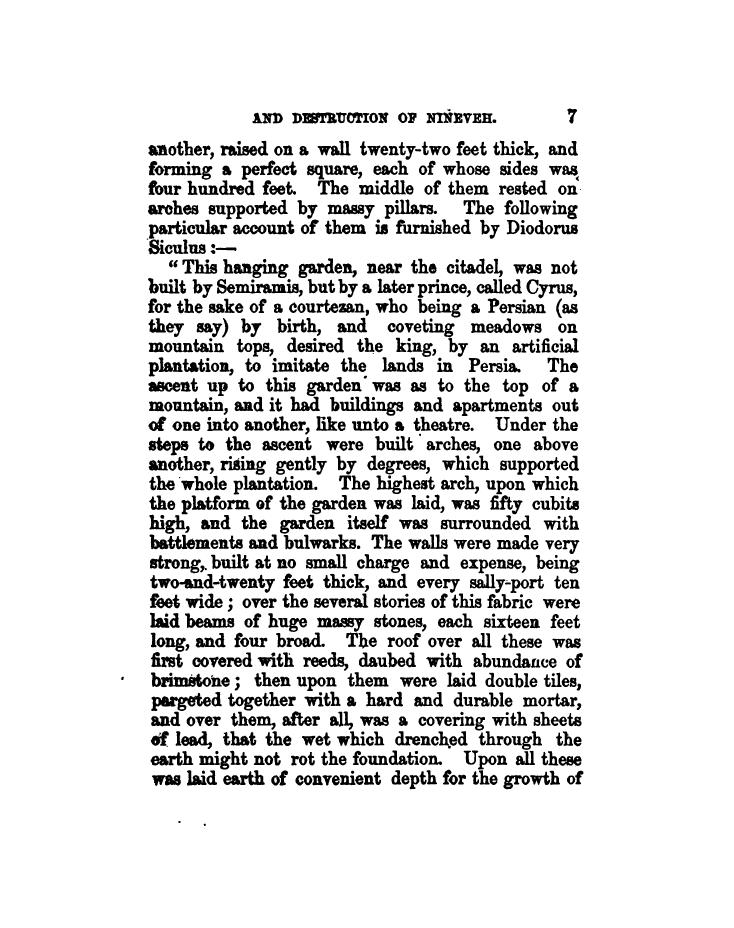 AND DESTRUCTION OF NINEVEH. 7
another, raised on a wall twenty-two feet thick, and
forming a perfect square, each of whose sides was
four hundred feet. The middle of them rested on
arches supported by massy pillars. The following
particular account of them is furnished by Diodorus
Siculus :—
“ This hanging garden, near the citadel, was not
built by Semiramis, but by a later prince, called Cyrus,
for the sake of a courtezan, who being a Persian (as
they say) by birth, and coveting meadows on
mountain tops, desired the king, by an artificial
plantation, to imitate the lands in Persia. The
ascent up to this garden was as to the top of a
mountain, and it had buildings and apartments out
of one into another, like unto a theatre. Under the
steps to the ascent were built arches, one above
another, rising gently by degrees, which supported
the whole plantation. The highest arch, upon which
the platform of the garden was laid, was fifty cubits
high, and the garden itself was surrounded with
battlements and bulwarks. The walls were made very
strong, built at no small charge and expense, being
two-and-twenty feet thick, and every sally-port ten
feet wide ; over the several stories of this fabric were
laid beams of huge massy stones, each sixteen feet
long, and four broad. The roof over all these was
first covered with reeds, daubed with abundance of
brimstone ; then upon them were laid double tiles,
pargeted together with a hard and durable mortar,
and over them, after all, was a covering with sheets
of lead, that the wet which drenched through the
earth might not rot the foundation. Upon all these
was laid earth of convenient depth for the growth of